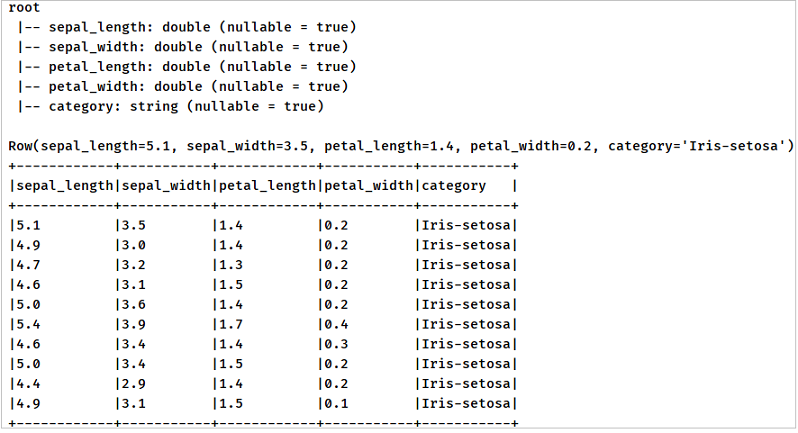 root
 |-- sepal_length: double (nullable = true)
 |-- sepal_width: double (nullable = true)
 |-- petal_length: double (nullable = true)
 |-- petal_width: double (nullable = true)
 |-- category: string (nullable = true)

Row(sepal_length=5.1, sepal_width=3.5, petal_length=1.4, petal_width=0.2, category='Iris-setosa')
+------------+-----------+------------+-----------+-----------+
|sepal_length|sepal_width|petal_length|petal_width|category   |
+------------+-----------+------------+-----------+-----------+
|5.1         |3.5        |1.4         |0.2        |Iris-setosa|
|4.9         |3.0        |1.4         |0.2        |Iris-setosa|
|4.7         |3.2        |1.3         |0.2        |Iris-setosa|
|4.6         |3.1        |1.5         |0.2        |Iris-setosa|
|5.0         |3.6        |1.4         |0.2        |Iris-setosa|
|5.4         |3.9        |1.7         |0.4        |Iris-setosa|
|4.6         |3.4        |1.4         |0.3        |Iris-setosa|
|5.0         |3.4        |1.5         |0.2        |Iris-setosa|
|4.4         |2.9        |1.4         |0.2        |Iris-setosa|
|4.9         |3.1        |1.5         |0.1        |Iris-setosa|
+------------+-----------+------------+-----------+-----------+